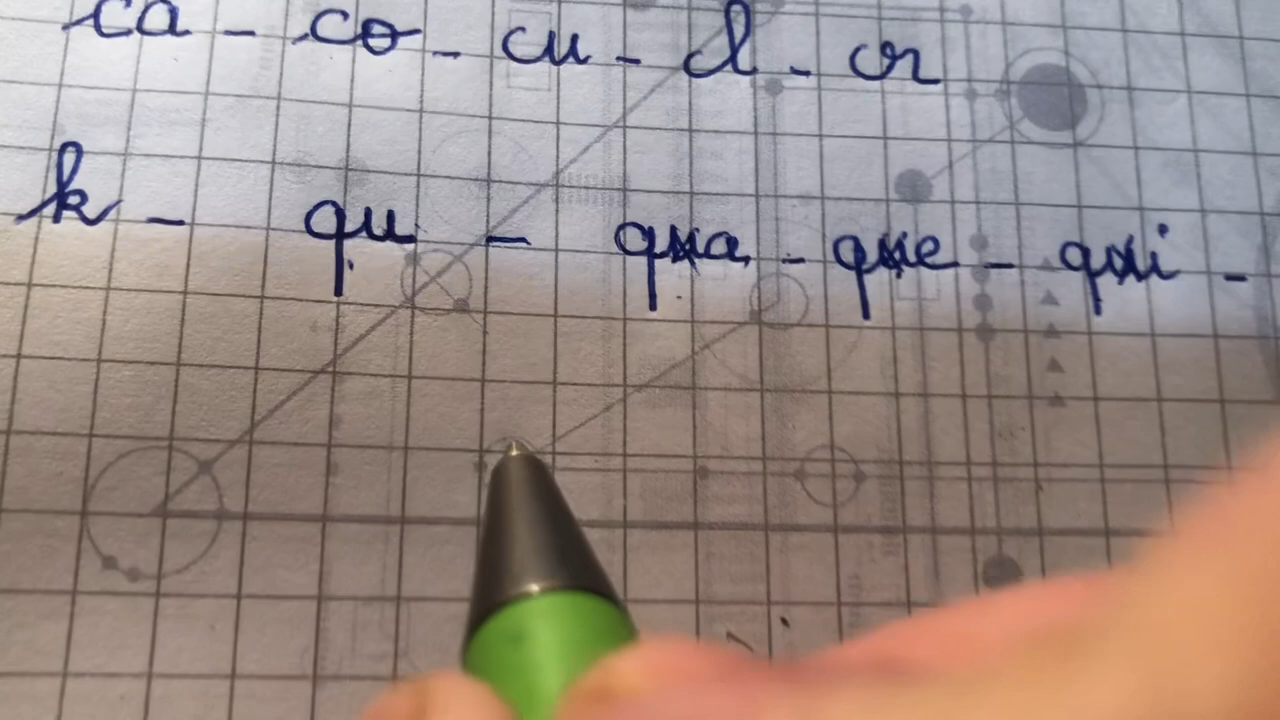 ca - co - cu - cl - cr
k - qu - qua - que - qui -